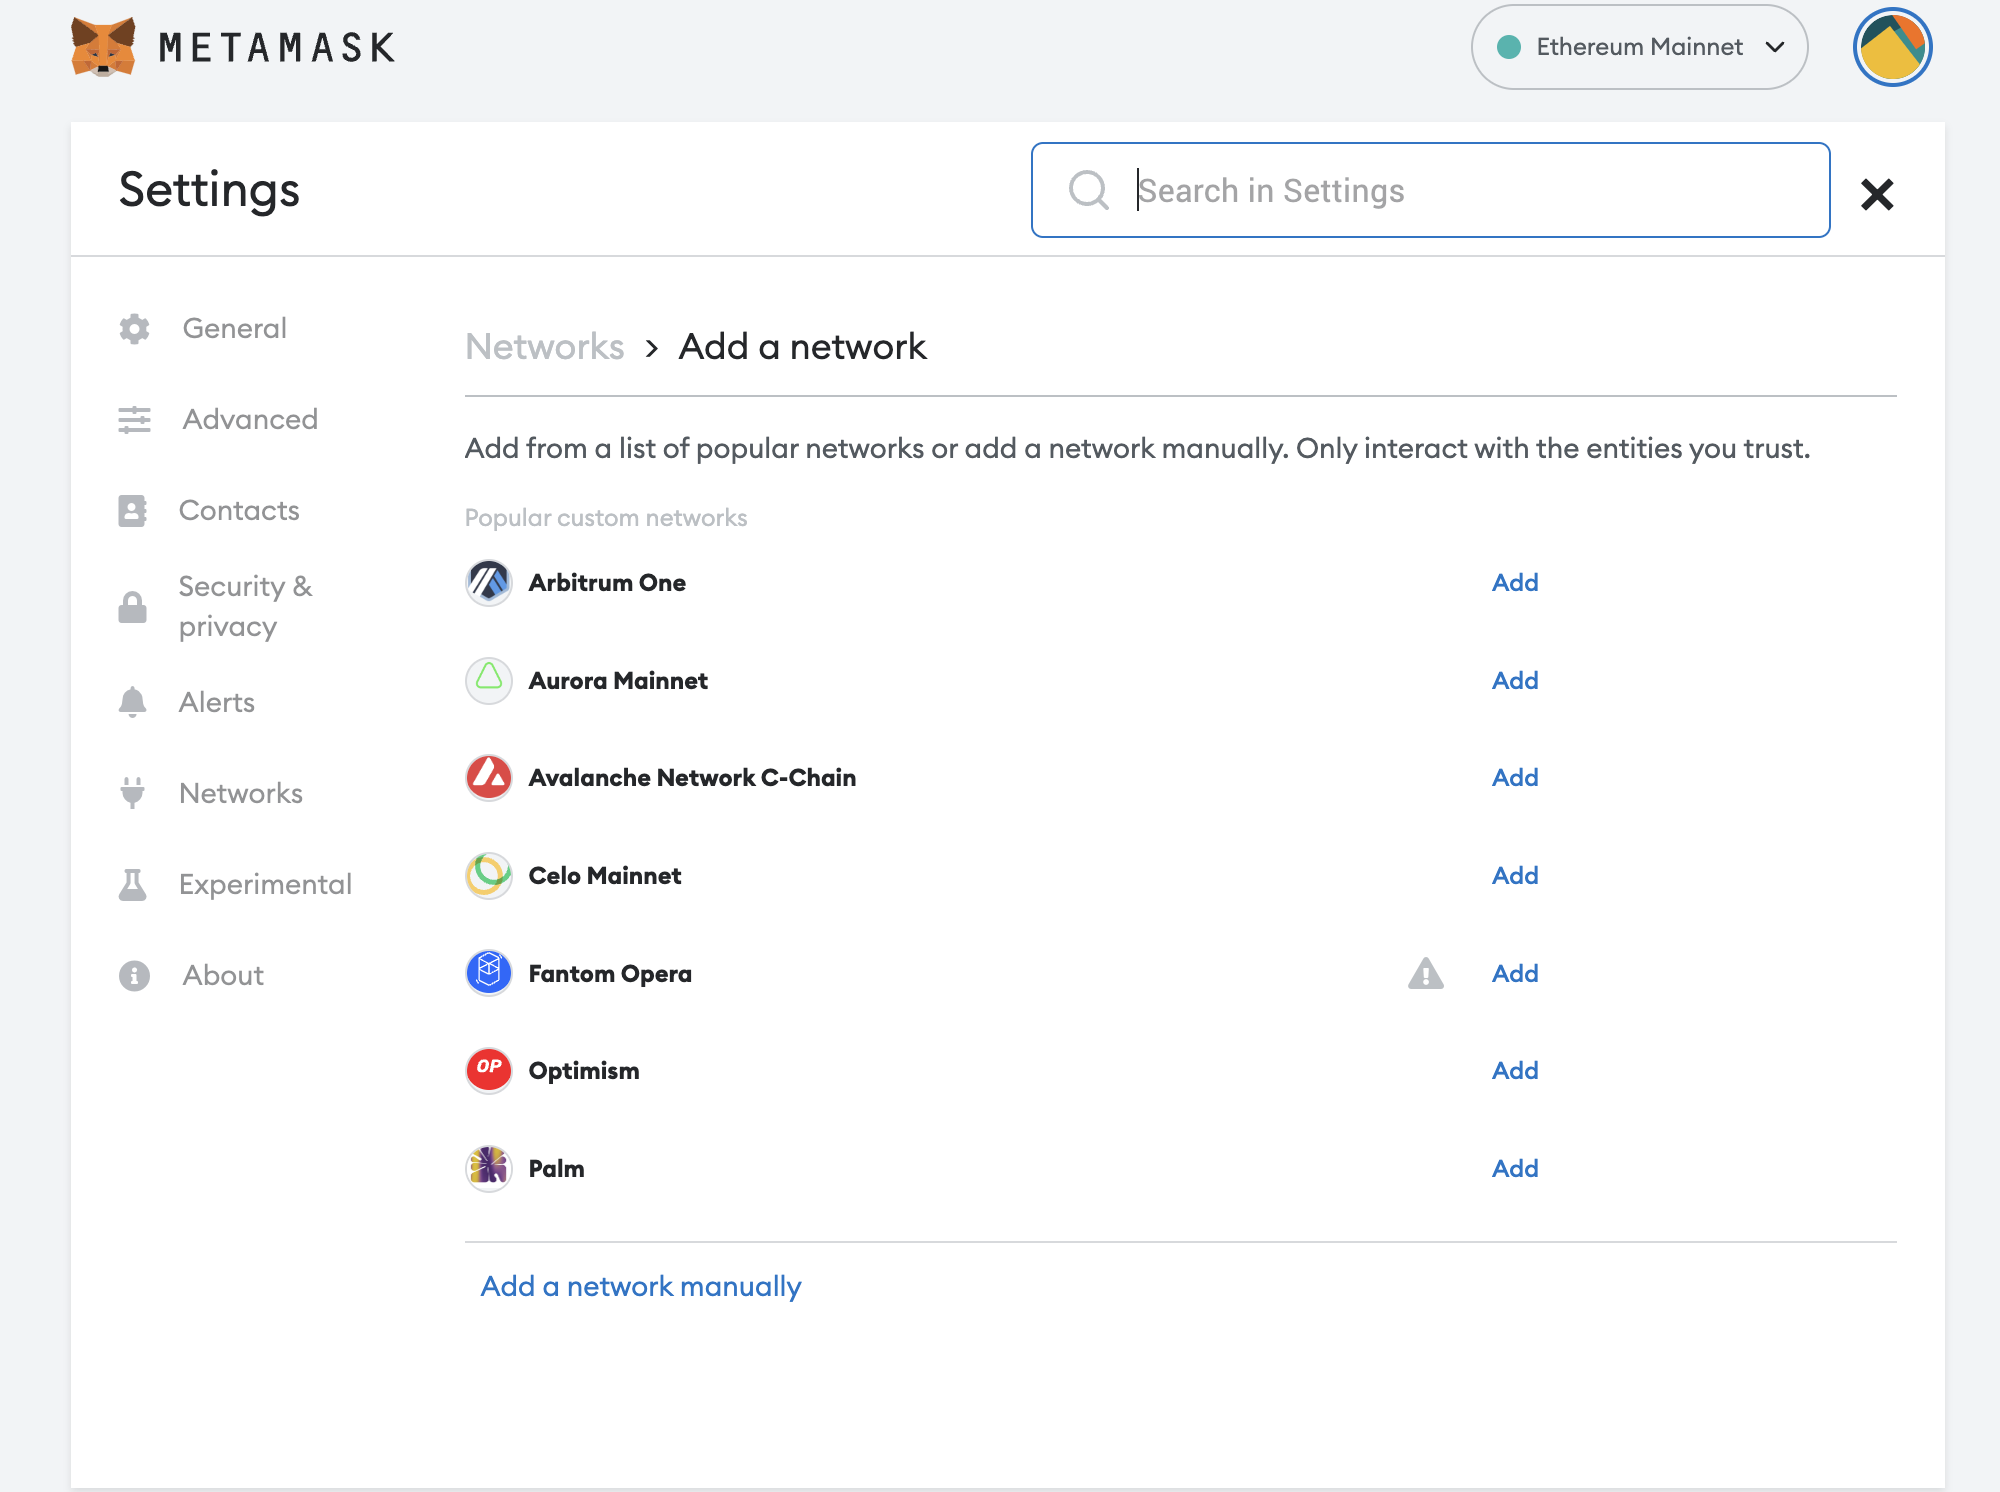 METAMASK
Ethereum Mainnet
Settings
Search in Settings
General
Advanced
Contacts
Security &
privacy
Alerts
Networks
Experimental
About
Networks > Add a network
Add from a list of popular networks or add a network manually. Only interact with the entities you trust.
Popular custom networks
Arbitrum One Add
Aurora Mainnet Add
Avalanche Network C-Chain Add
Celo Mainnet Add
Fantom Opera Add
OP Optimism Add
Palm Add
Add a network manually